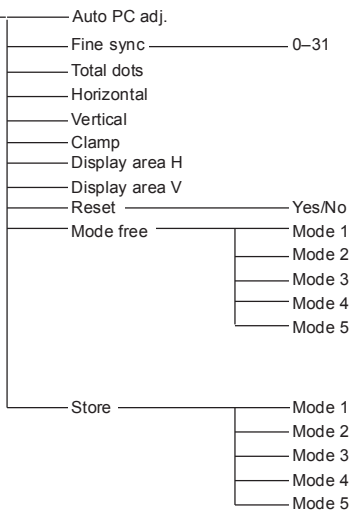 Auto PC adj.
Fine sync 0–31
Total dots
Horizontal
Vertical
Clamp
Display area H
Display area V
Reset Yes/No
Mode free Mode 1
Mode 2
Mode 3
Mode 4
Mode 5
Store Mode 1
Mode 2
Mode 3
Mode 4
Mode 5